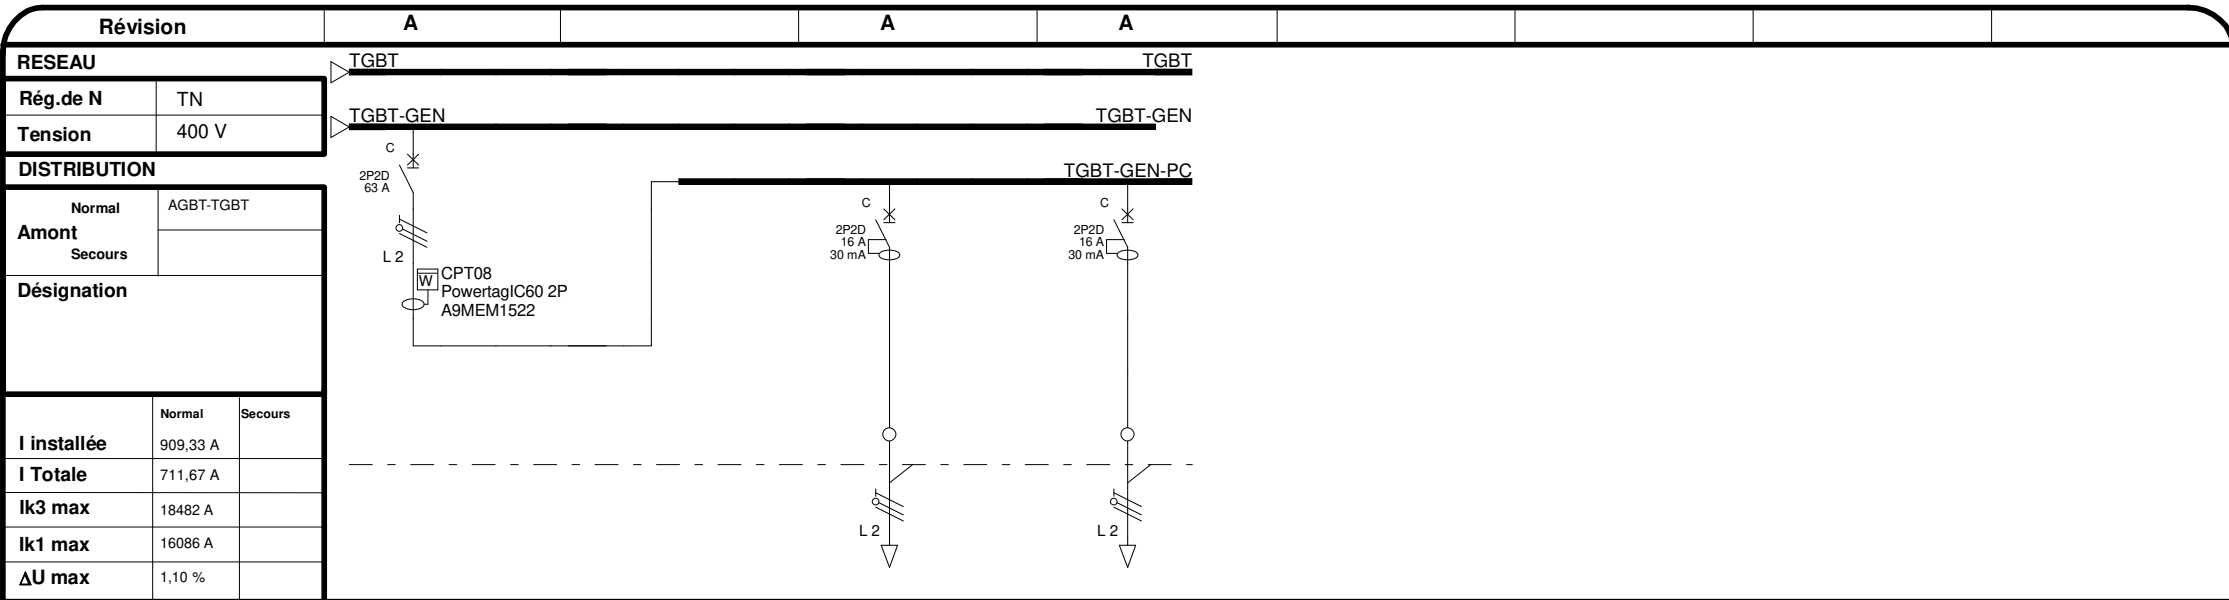 Révision A A A
RESEAU
TGBT TGBT
Rég.de N TN
TGBT-GEN TGBT-GEN
Tension 400 V
C
DISTRIBUTION
TGBT-GEN-PC
2P2D
63 A
Normal AGBT-TGBT
C C
Amont
2P2D 2P2D
16 A 16 A
30 mA 30 mA
Secours
L 2
CPT08
W
PowertagIC60 2P
A9MEM1522
Désignation
Normal Secours
I installée 909,33 A
I Totale 711,67 A
Ik3 max 18482 A
L 2 L 2
Ik1 max 16086 A
ΔU max 1,10 %